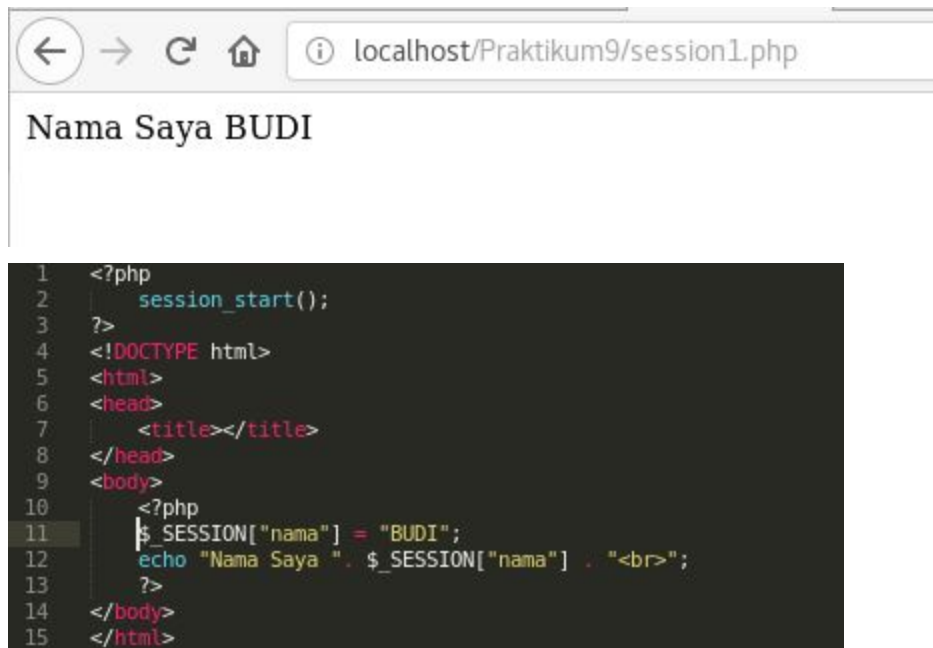 localhost/Praktikum9/session1.php
Nama Saya BUDI
1 <?php
2 session_start();
3 ?>
4 <!DOCTYPE html>
5 <html>
6 <head>
7 <title></title>
8 </head>
9 <body>
10 <?php
11 $_SESSION["nama"] = "BUDI";
12 echo "Nama Saya ". $_SESSION["nama"] . "<br>";
13 ?>
14 </body>
15 </html>